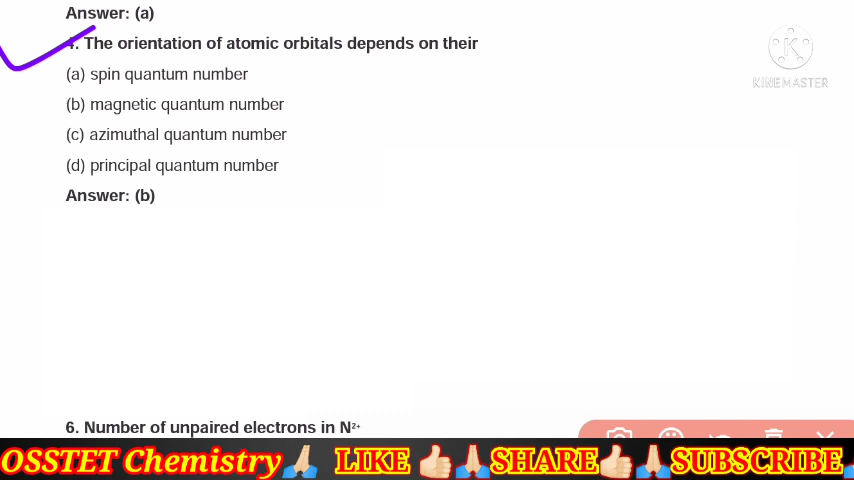 Answer: (a)
4. The orientation of atomic orbitals depends on their
(a) spin quantum number
KINEMASTER
(b) magnetic quantum number
(c) azimuthal quantum number
(d) principal quantum number
Answer: (b)
6. Number of unpaired electrons in N²⁺
OSSTET Chemistry🙏 LIKE 👍🙏SHARE👍🙏SUBSCRIBE